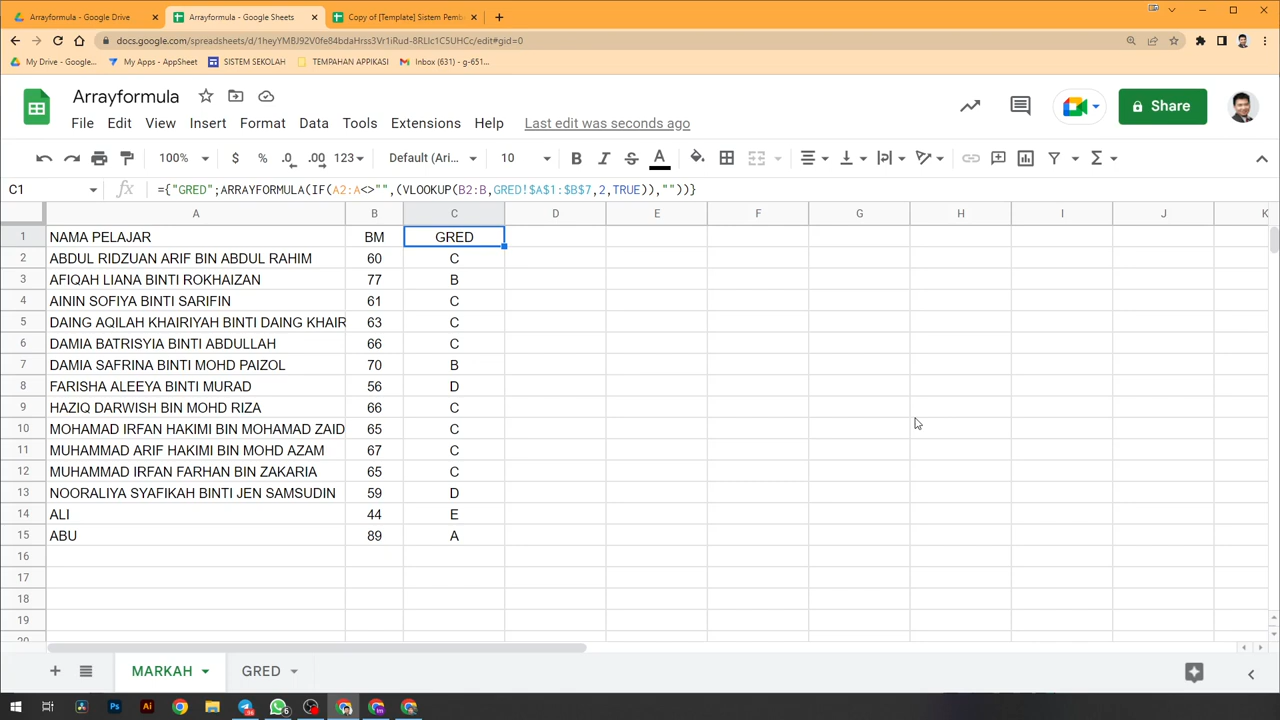 Arrayformula - Google Drive
Arrayformula - Google Sheets
Copy of [Template] Sistem Pemb
docs.google.com/spreadsheets/d/1heyYMBJ92V0fe84bdaHrss3Vr1iRud-8RLlc1C5UHCc/edit#gid=0
My Drive - Google... My Apps - AppSheet SISTEM SEKOLAH TEMPAHAN APPIKASI Inbox (631) - g-651...
Arrayformula
Share
File Edit View Insert Format Data Tools Extensions Help Last edit was seconds ago
100% $ % .0 .00 123 Default (Ari... 10 B I S A
C1 fx ={"GRED";ARRAYFORMULA(IF(A2:A<>"",(VLOOKUP(B2:B,GRED!$A$1:$B$7,2,TRUE)),""))}
A B C D E F G H I J K
1 NAMA PELAJAR BM GRED
2 ABDUL RIDZUAN ARIF BIN ABDUL RAHIM 60 C
3 AFIQAH LIANA BINTI ROKHAIZAN 77 B
4 AININ SOFIYA BINTI SARIFIN 61 C
5 DAING AQILAH KHAIRIYAH BINTI DAING KHAIR 63 C
6 DAMIA BATRISYIA BINTI ABDULLAH 66 C
7 DAMIA SAFRINA BINTI MOHD PAIZOL 70 B
8 FARISHA ALEEYA BINTI MURAD 56 D
9 HAZIQ DARWISH BIN MOHD RIZA 66 C
10 MOHAMAD IRFAN HAKIMI BIN MOHAMAD ZAID 65 C
11 MUHAMMAD ARIF HAKIMI BIN MOHD AZAM 67 C
12 MUHAMMAD IRFAN FARHAN BIN ZAKARIA 65 C
13 NOORALIYA SYAFIKAH BINTI JEN SAMSUDIN 59 D
14 ALI 44 E
15 ABU 89 A
16
17
18
19
20
MARKAH GRED
Ps Ai